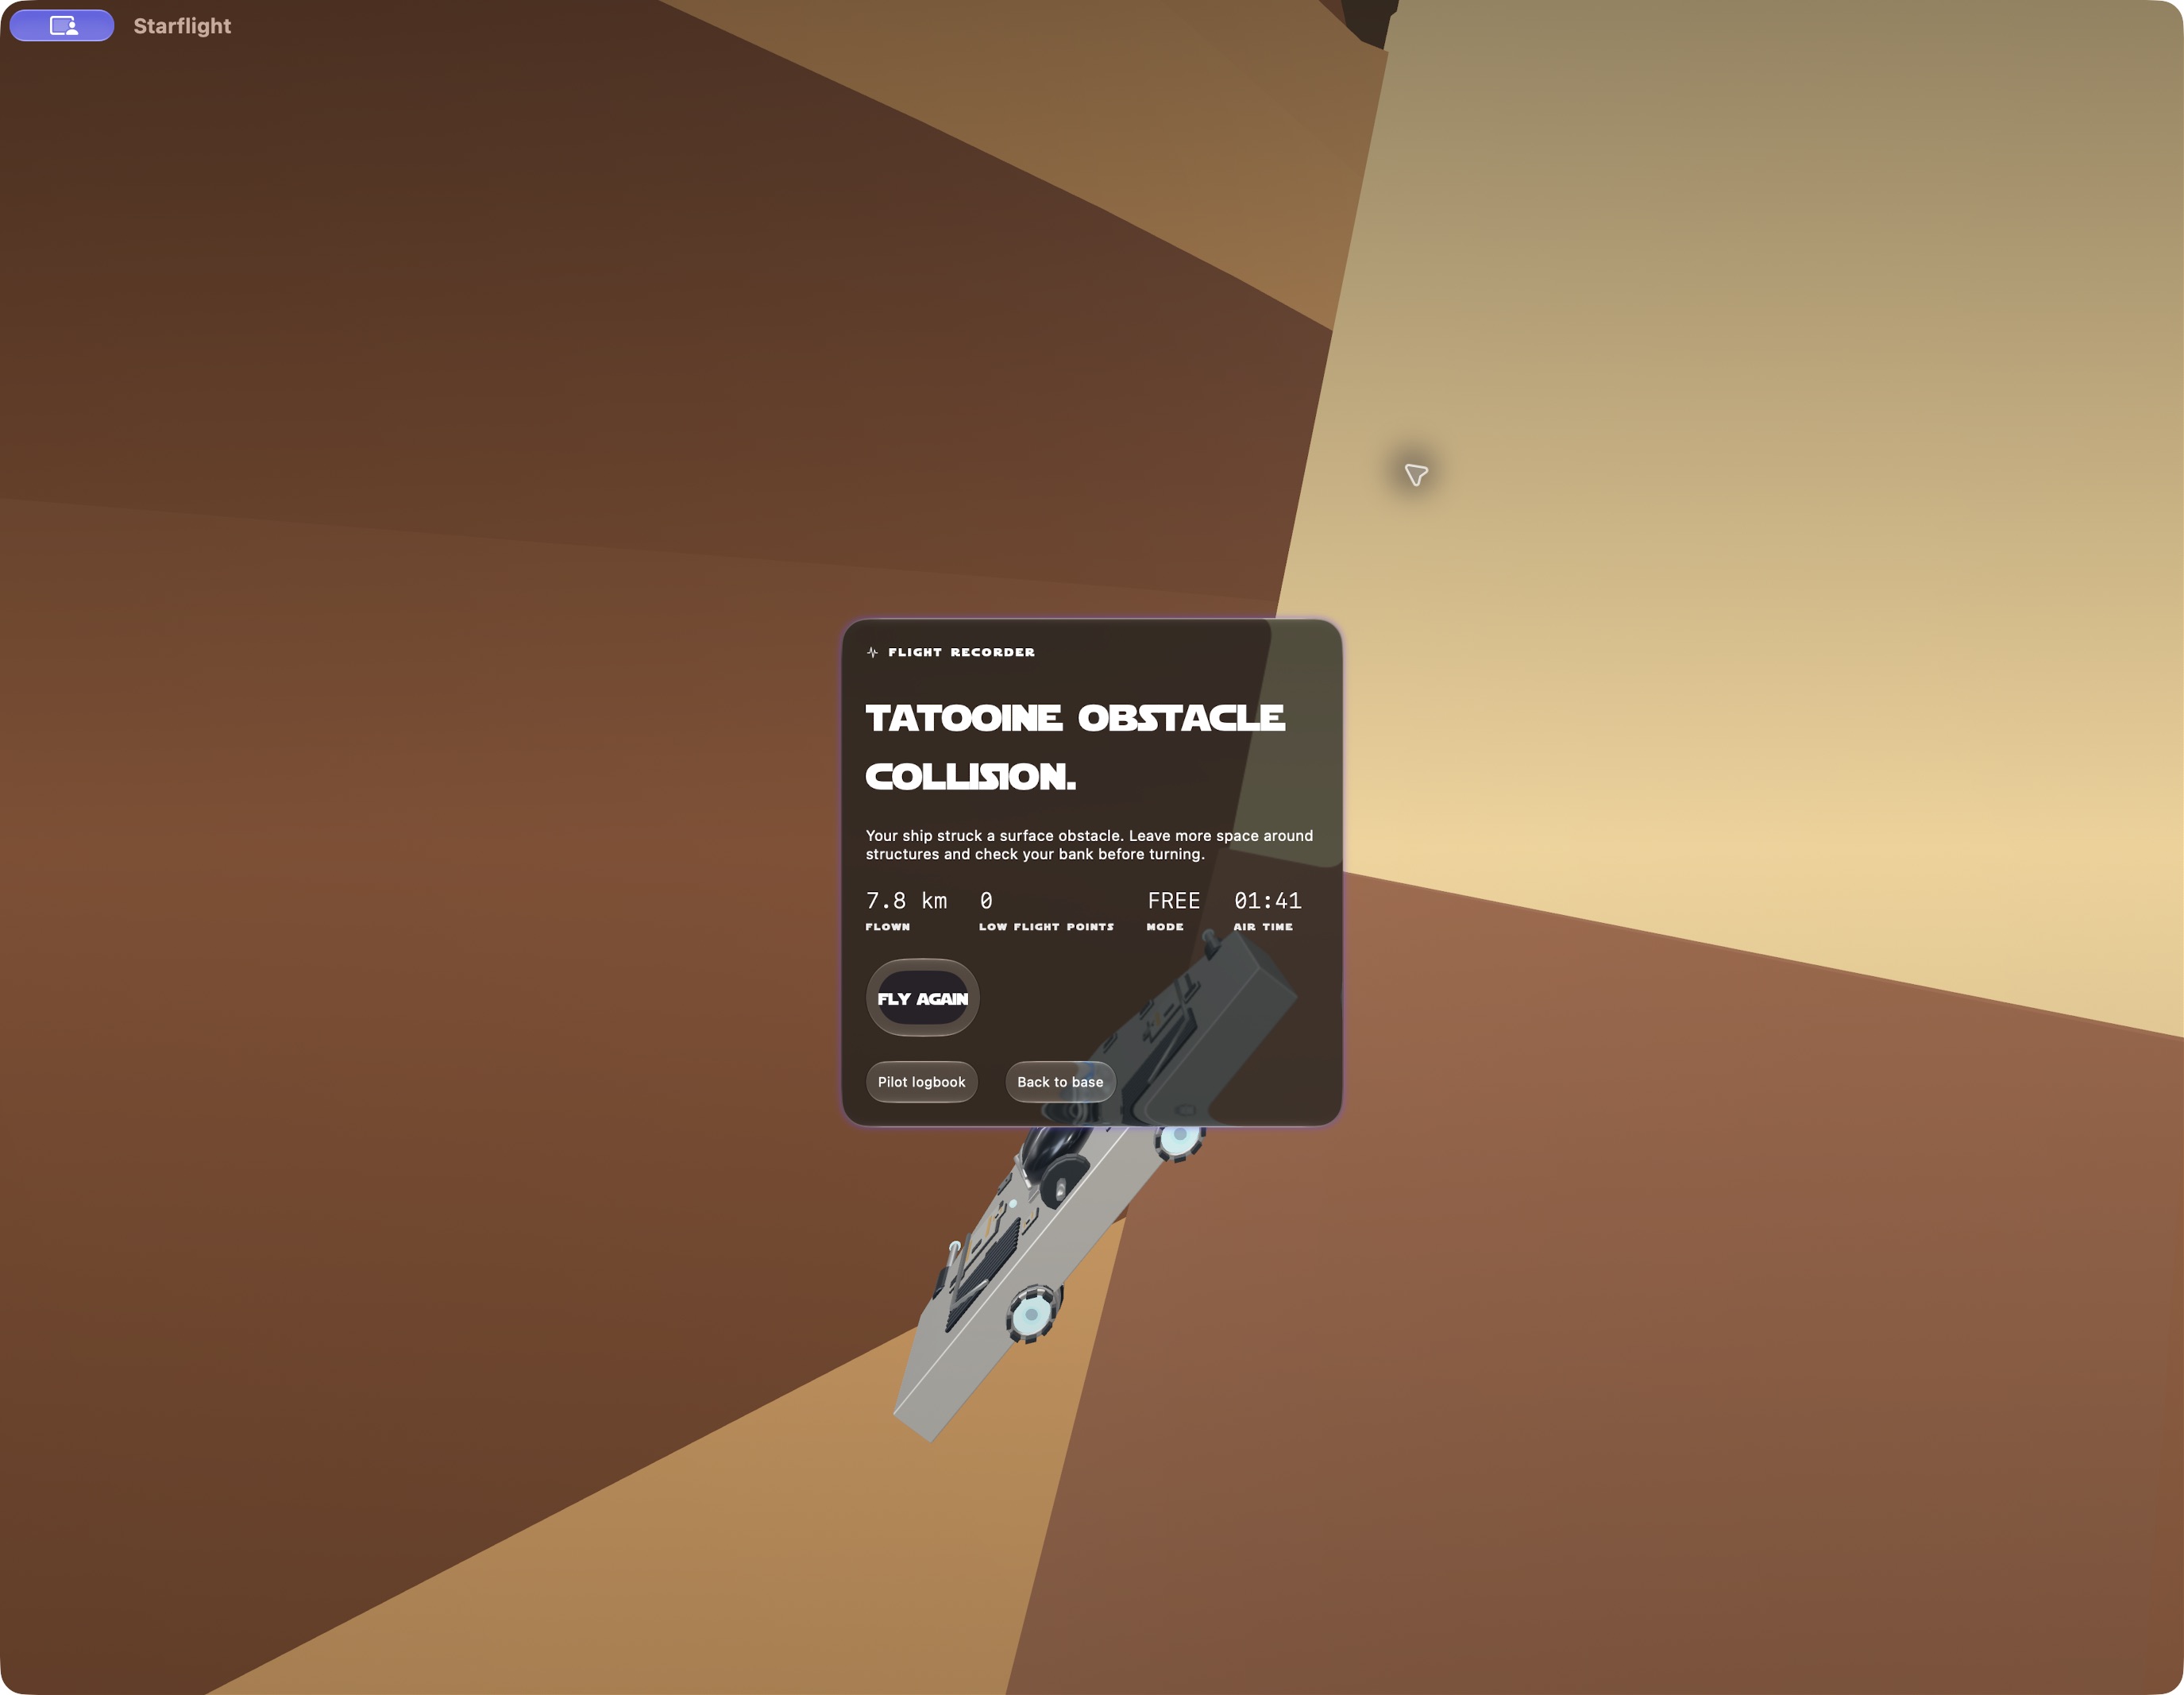 Starflight
FLIGHT RECORDER
TATOOINE OBSTACLE
COLLISION.
Your ship struck a surface obstacle. Leave more space around
structures and check your bank before turning.
7.8 km 0 FREE 01:41
FLOWN LOW FLIGHT POINTS MODE AIR TIME
FLY AGAIN
Pilot logbook Back to base